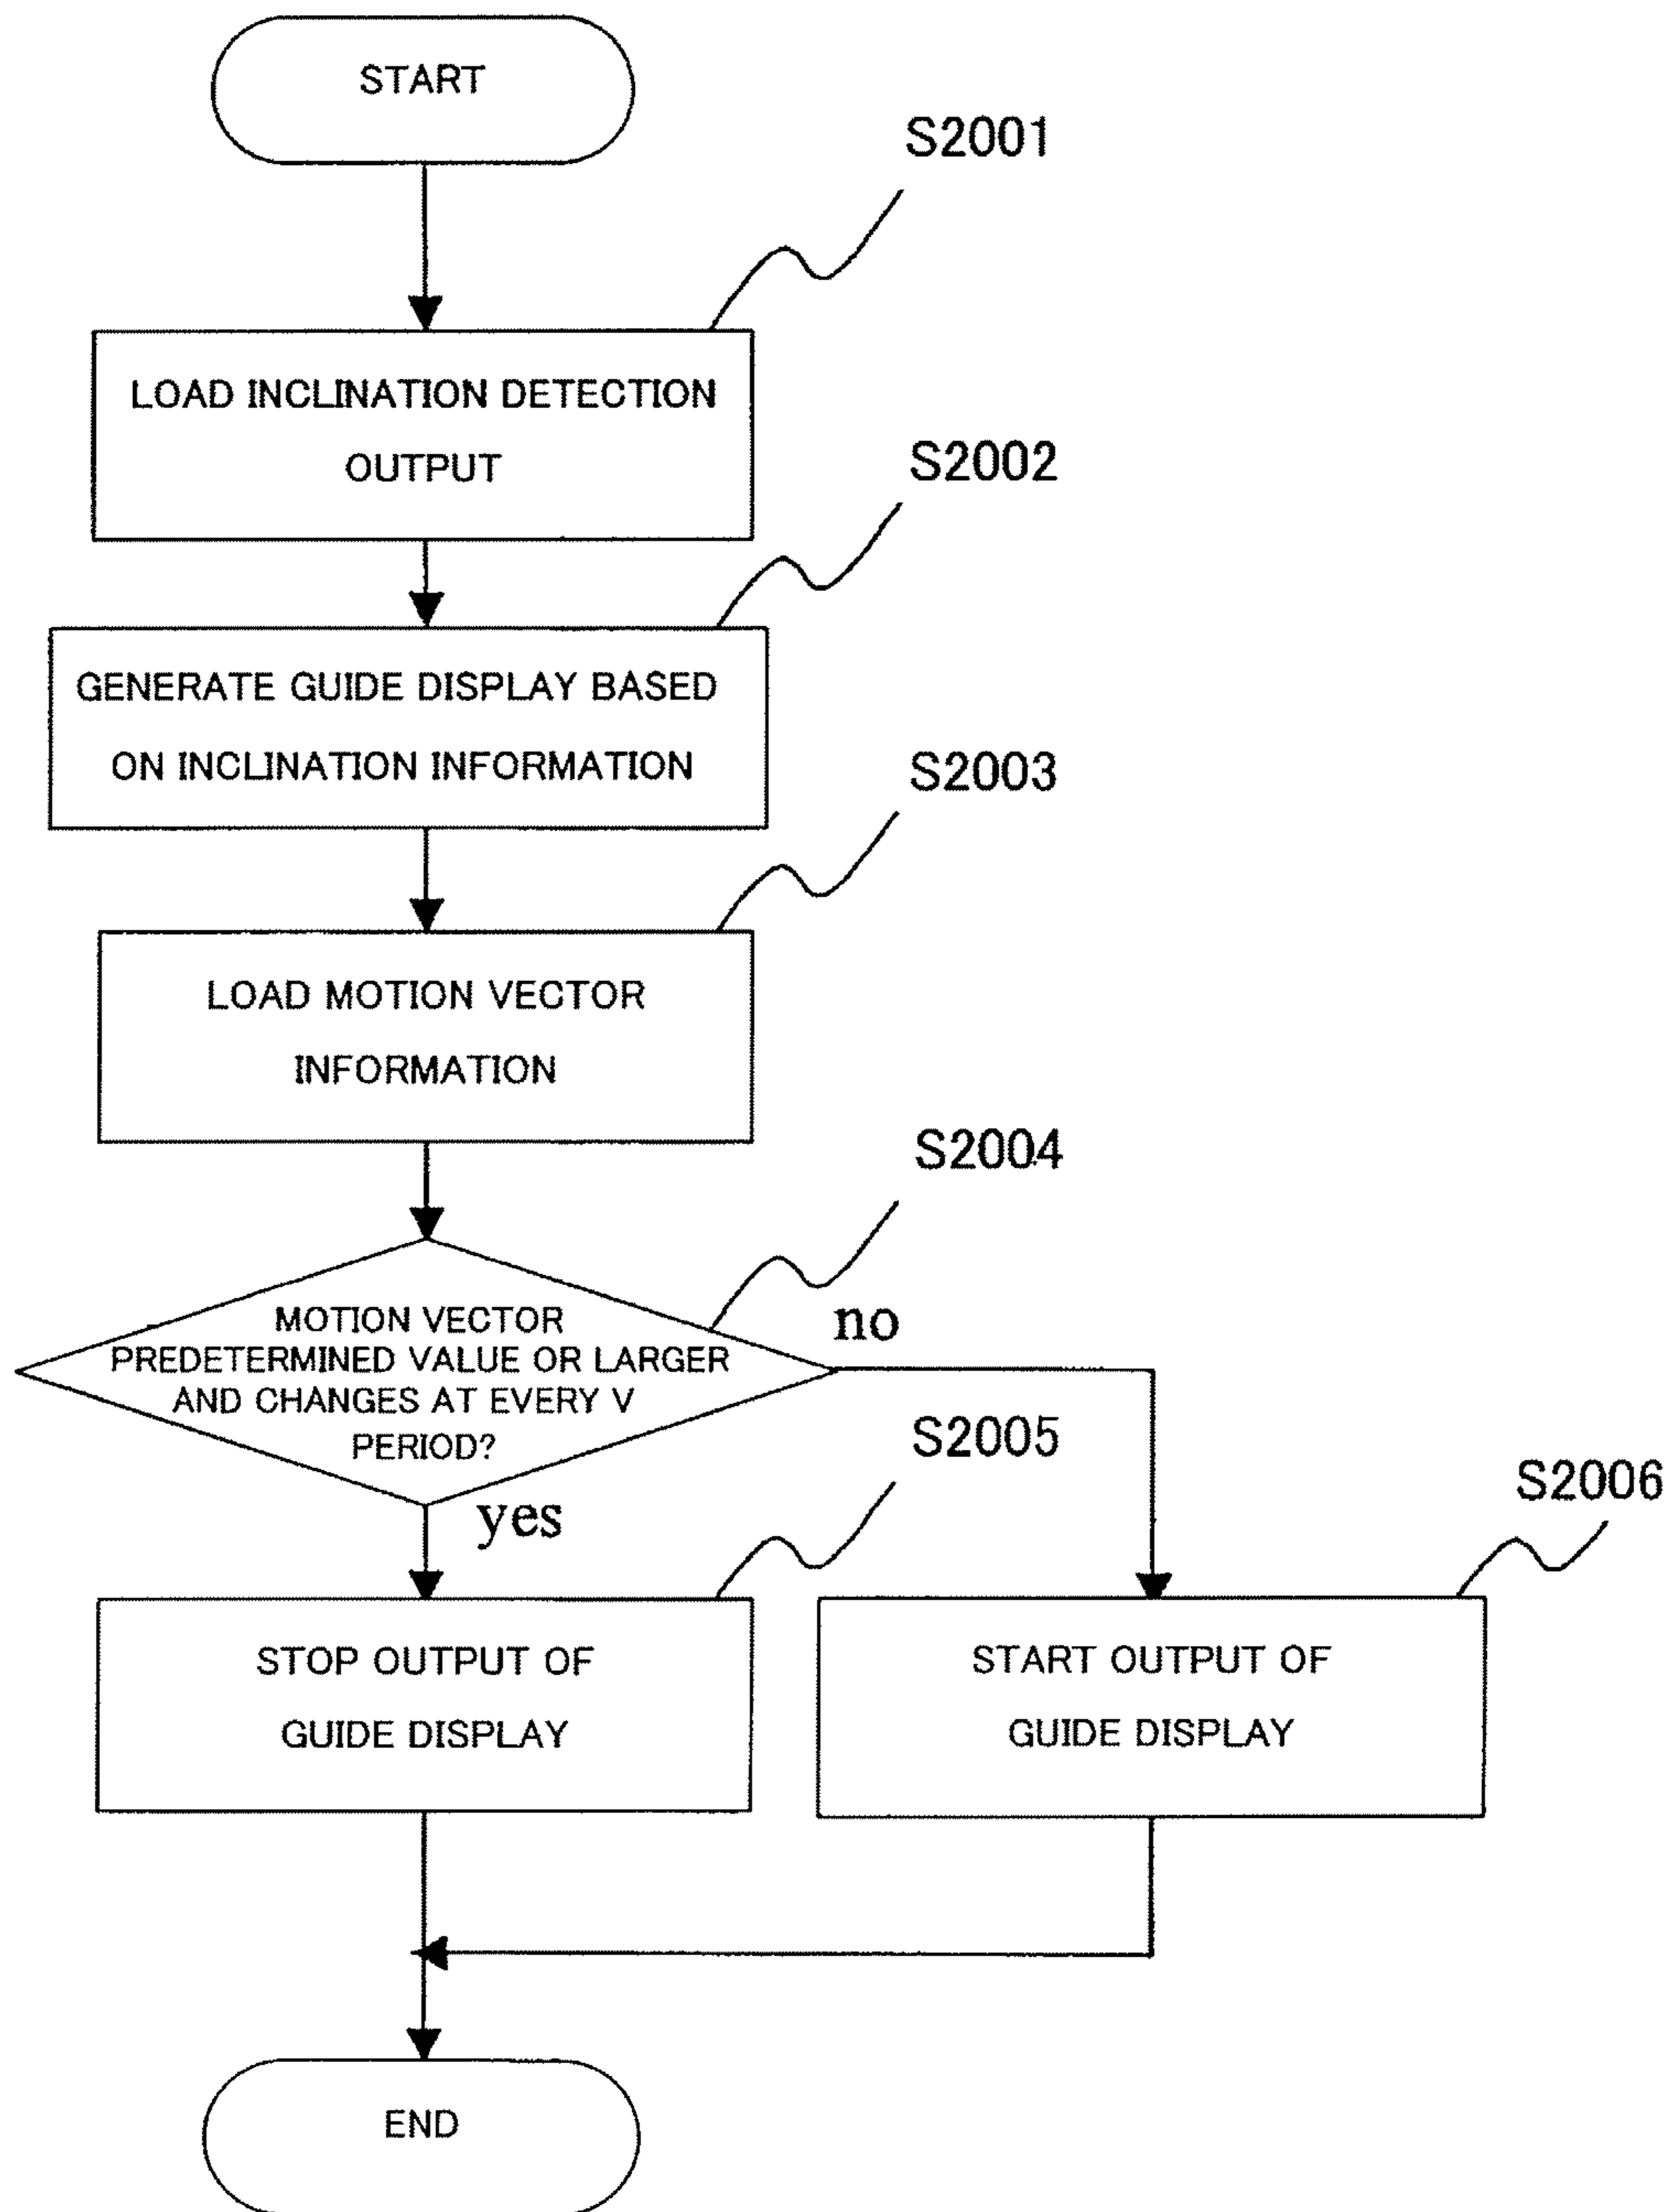 START
S2001
LOAD INCLINATION DETECTION
OUTPUT
S2002
GENERATE GUIDE DISPLAY BASED
ON INCLINATION INFORMATION
S2003
LOAD MOTION VECTOR
INFORMATION
S2004
MOTION VECTOR
PREDETERMINED VALUE OR LARGER
AND CHANGES AT EVERY V
PERIOD?
no
yes
S2005
STOP OUTPUT OF
GUIDE DISPLAY
S2006
START OUTPUT OF
GUIDE DISPLAY
END